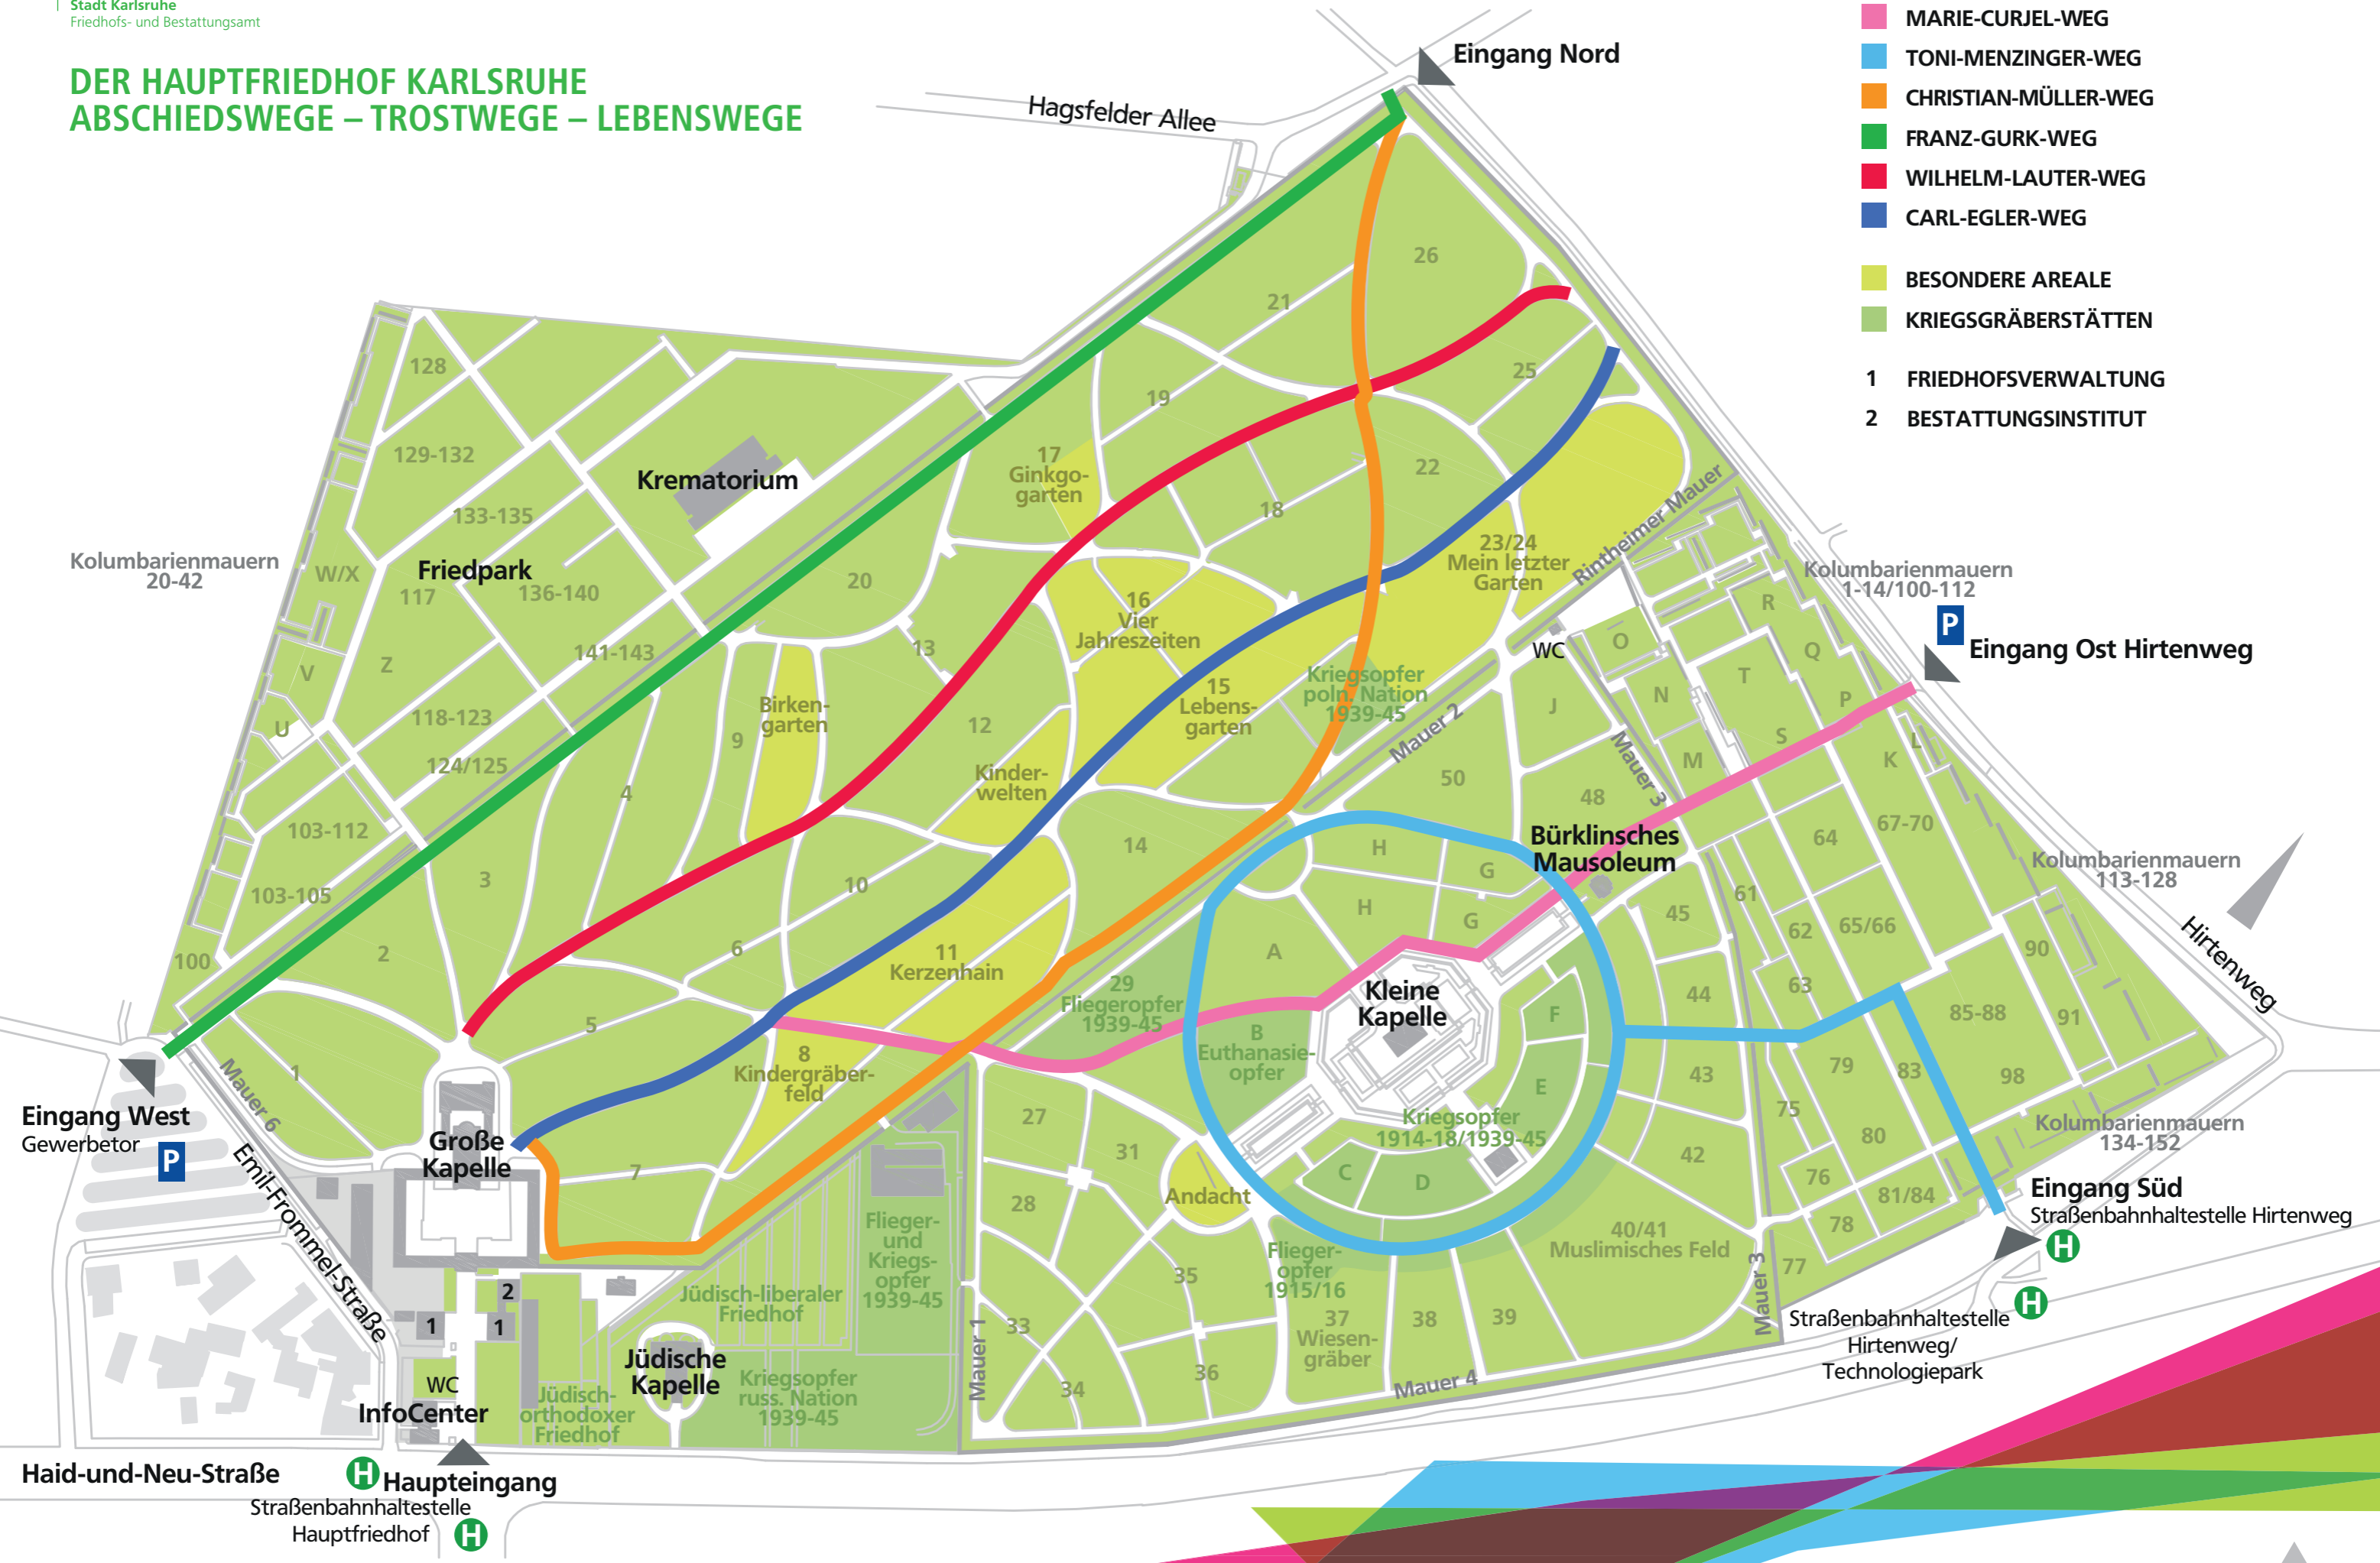 Stadt Karlsruhe
Friedhofs- und Bestattungsamt
DER HAUPTFRIEDHOF KARLSRUHE
ABSCHIEDSWEGE – TROSTWEGE – LEBENSWEGE
MARIE-CURJEL-WEG
TONI-MENZINGER-WEG
CHRISTIAN-MÜLLER-WEG
FRANZ-GURK-WEG
WILHELM-LAUTER-WEG
CARL-EGLER-WEG
BESONDERE AREALE
KRIEGSGRÄBERSTÄTTEN
1 FRIEDHOFSVERWALTUNG
2 BESTATTUNGSINSTITUT
Eingang Nord
Hagsfelder Allee
26
21
25
128
19
129-132
17
Ginkgo-
garten
22
Krematorium
18
133-135
Kolumbarienmauern
20-42
Friedpark
W/X
117
136-140
20
23/24
Mein letzter
Garten
Rintheimer Mauer
Kolumbarienmauern
1-14/100-112
P
Eingang Ost Hirtenweg
16
Vier
Jahreszeiten
13
141-143
V
Z
WC
O
R
Q
T
N
P
J
S
M
L
K
U
118-123
124/125
9
Birken-
garten
12
15
Lebens-
garten
Kriegsopfer
poln. Nation
1939-45
Mauer 2
Mauer 3
Kinder-
welten
4
50
48
103-112
14
Bürklinsches
Mausoleum
64
67-70
H
G
103-105
3
10
H
G
45
61
62
65/66
Kolumbarienmauern
113-128
Hirtenweg
100
2
6
11
Kerzenhain
A
90
29
Fliegeropfer
1939-45
Kleine
Kapelle
F
44
63
85-88
91
5
B
Euthanasie-
opfer
1
Mauer 6
8
Kindergräber-
feld
E
43
79
83
98
Eingang West
Gewerbetor
P
Emil-Frommel-Straße
Große
Kapelle
27
31
Kriegsopfer
1914-18/1939-45
75
80
Kolumbarienmauern
134-152
7
28
Andacht
C
D
42
76
81/84
Eingang Süd
Straßenbahnhaltestelle Hirtenweg
H
78
77
40/41
Muslimisches Feld
Flieger-
und
Kriegs-
opfer
1939-45
Flieger-
opfer
1915/16
35
2
1
1
Jüdisch-liberaler
Friedhof
33
37
Wiesen-
gräber
38
39
Mauer 3
H
Straßenbahnhaltestelle
Hirtenweg/
Technologiepark
Mauer 1
Jüdische
Kapelle
34
36
Mauer 4
WC
InfoCenter
Jüdisch-
orthodoxer
Friedhof
Kriegsopfer
russ. Nation
1939-45
Haid-und-Neu-Straße
H
Haupteingang
Straßenbahnhaltestelle
Hauptfriedhof
H